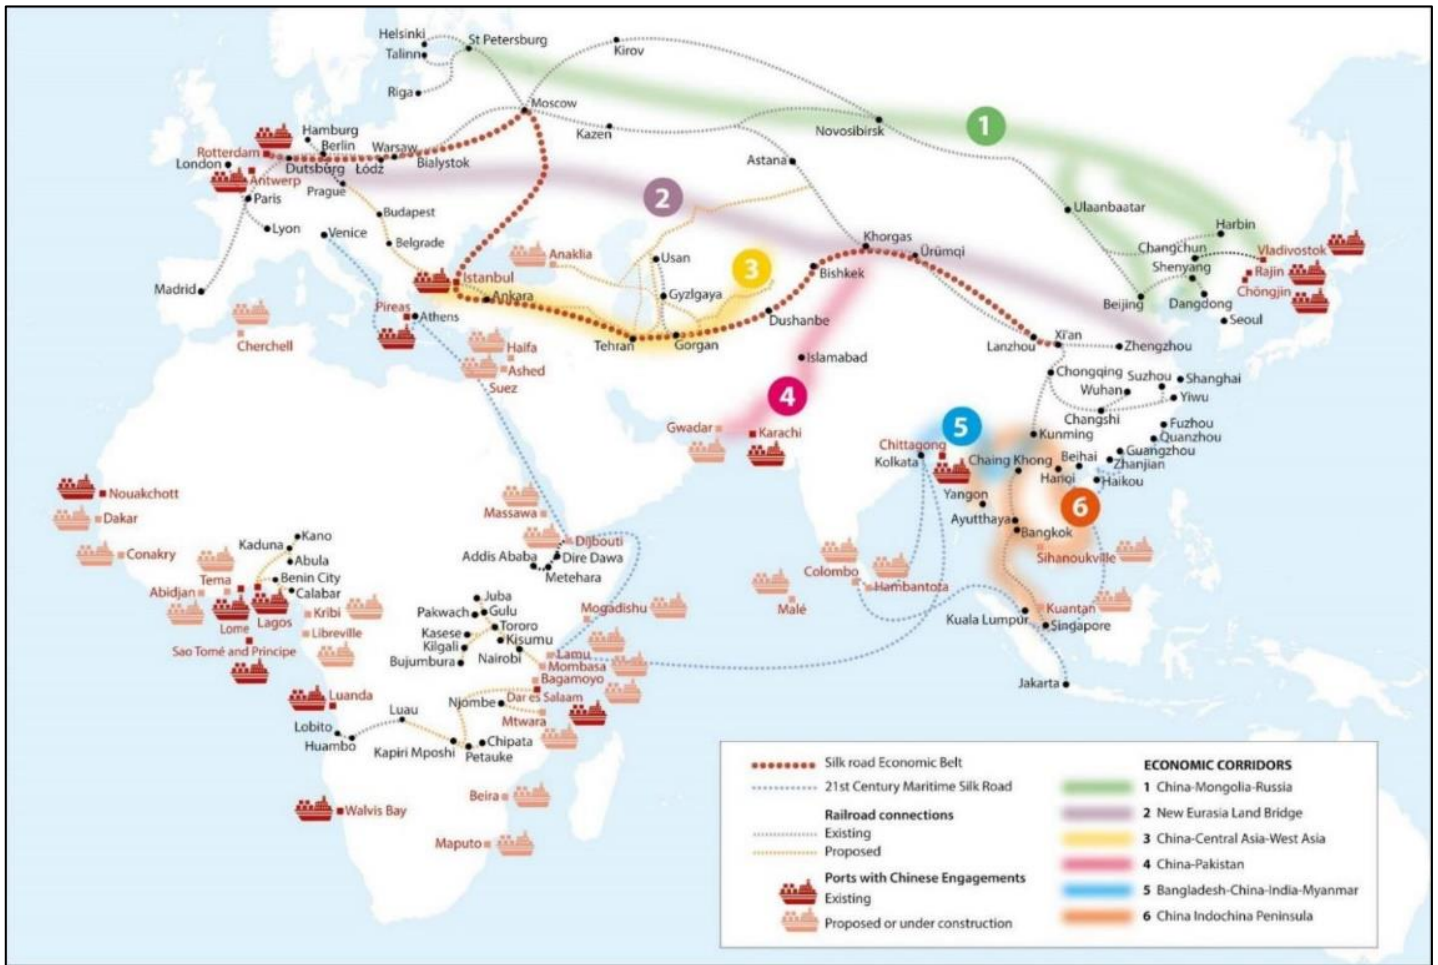 Helsinki
St Petersburg
Talinn
Kirov
Riga
Moscow
1
Kazen
Novosibirsk
Hamburg
Berlin
Rotterdam
Warsaw
London
Dutsburg
Łódz
Bialystok
Astana
Antwerp
Prague
2
Paris
Ulaanbaatar
Budapest
Lyon
Venice
Harbin
Belgrade
Khorgas
Changchun
Vladivostok
Anaklia
Usan
3
Ürümqi
Shenyang
Rajin
Bishkek
Istanbul
Madrid
Gyzlgaya
Chöngjin
Ankara
Beijing
Dangdong
Pireas
Athens
Dushanbe
Seoul
Cherchell
Haifa
Tehran
Gorgan
Lanzhou
Xi'an
Zhengzhou
Islamabad
Ashed
Suez
Chongqing
Suzhou
Shanghai
Wuhan
Yiwu
4
Changshi
Gwadar
Karachi
5
Fuzhou
Kunming
Quanzhou
Chittagong
Guangzhou
Kolkata
Chaing Khong
Beihai
Zhanjian
Hanoi
Haikou
Nouakchott
Yangon
6
Massawa
Dakar
Ayutthaya
Bangkok
Kano
Djibouti
Kaduna
Conakry
Abula
Addis Ababa
Dire Dawa
Sihanoukville
Metehara
Colombo
Tema
Benin City
Hambantota
Abidjan
Calabar
Juba
Malé
Kribi
Pakwach
Gulu
Mogadishu
Kuantan
Lome
Lagos
Kuala Lumpur
Singapore
Libreville
Kasese
Tororo
Kisumu
Sao Tomé and Principe
Kilgali
Nairobi
Lamu
Bujumbura
Mombasa
Bagamoyo
Jakarta
Luanda
Njombe
Dar es Salaam
Luau
Mtwara
Lobito
Huambo
Kapiri Mposhi
Chipata
Petauke
Beira
Walvis Bay
Maputo
Silk road Economic Belt
21st Century Maritime Silk Road
Railroad connections
Existing
Proposed
Ports with Chinese Engagements
Existing
Proposed or under construction
ECONOMIC CORRIDORS
1 China-Mongolia-Russia
2 New Eurasia Land Bridge
3 China-Central Asia-West Asia
4 China-Pakistan
5 Bangladesh-China-India-Myanmar
6 China Indochina Peninsula